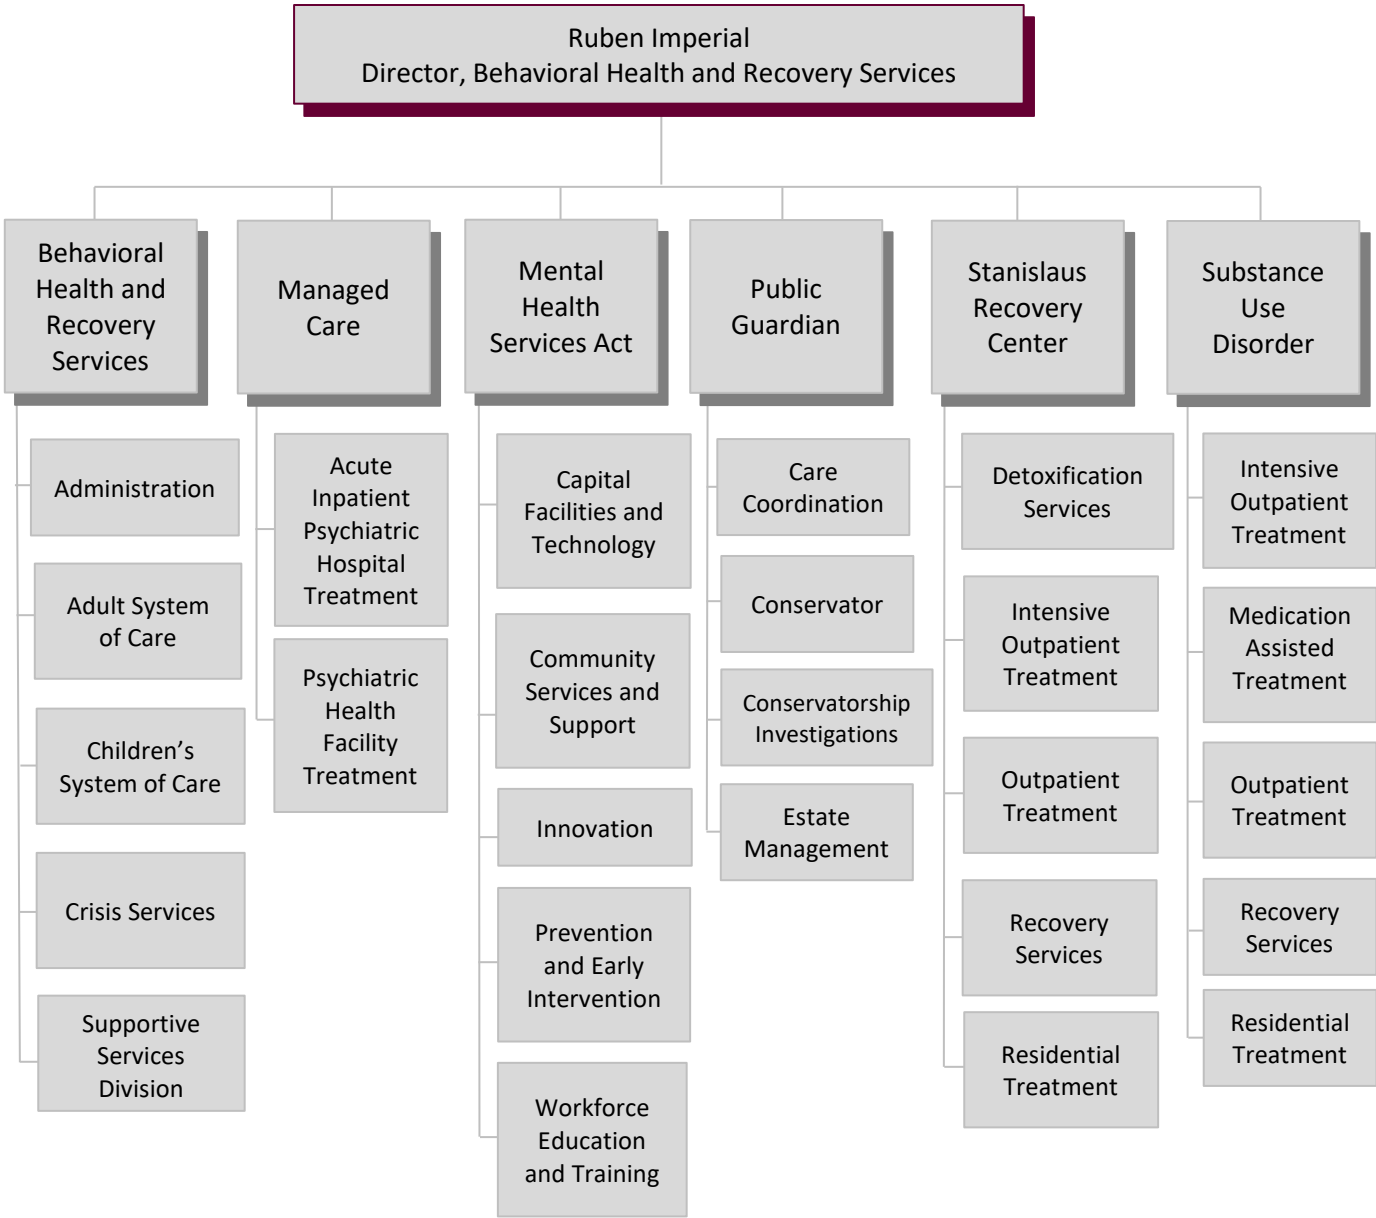 Ruben Imperial
Director, Behavioral Health and Recovery Services
Behavioral
Health and
Recovery
Services
Administration
Adult System
of Care
Children’s
System of Care
Crisis Services
Supportive
Services
Division
Managed
Care
Acute
Inpatient
Psychiatric
Hospital
Treatment
Psychiatric
Health
Facility
Treatment
Mental
Health
Services Act
Capital
Facilities and
Technology
Community
Services and
Support
Innovation
Prevention
and Early
Intervention
Workforce
Education
and Training
Public
Guardian
Care
Coordination
Conservator
Conservatorship
Investigations
Estate
Management
Stanislaus
Recovery
Center
Detoxification
Services
Intensive
Outpatient
Treatment
Outpatient
Treatment
Recovery
Services
Residential
Treatment
Substance
Use
Disorder
Intensive
Outpatient
Treatment
Medication
Assisted
Treatment
Outpatient
Treatment
Recovery
Services
Residential
Treatment